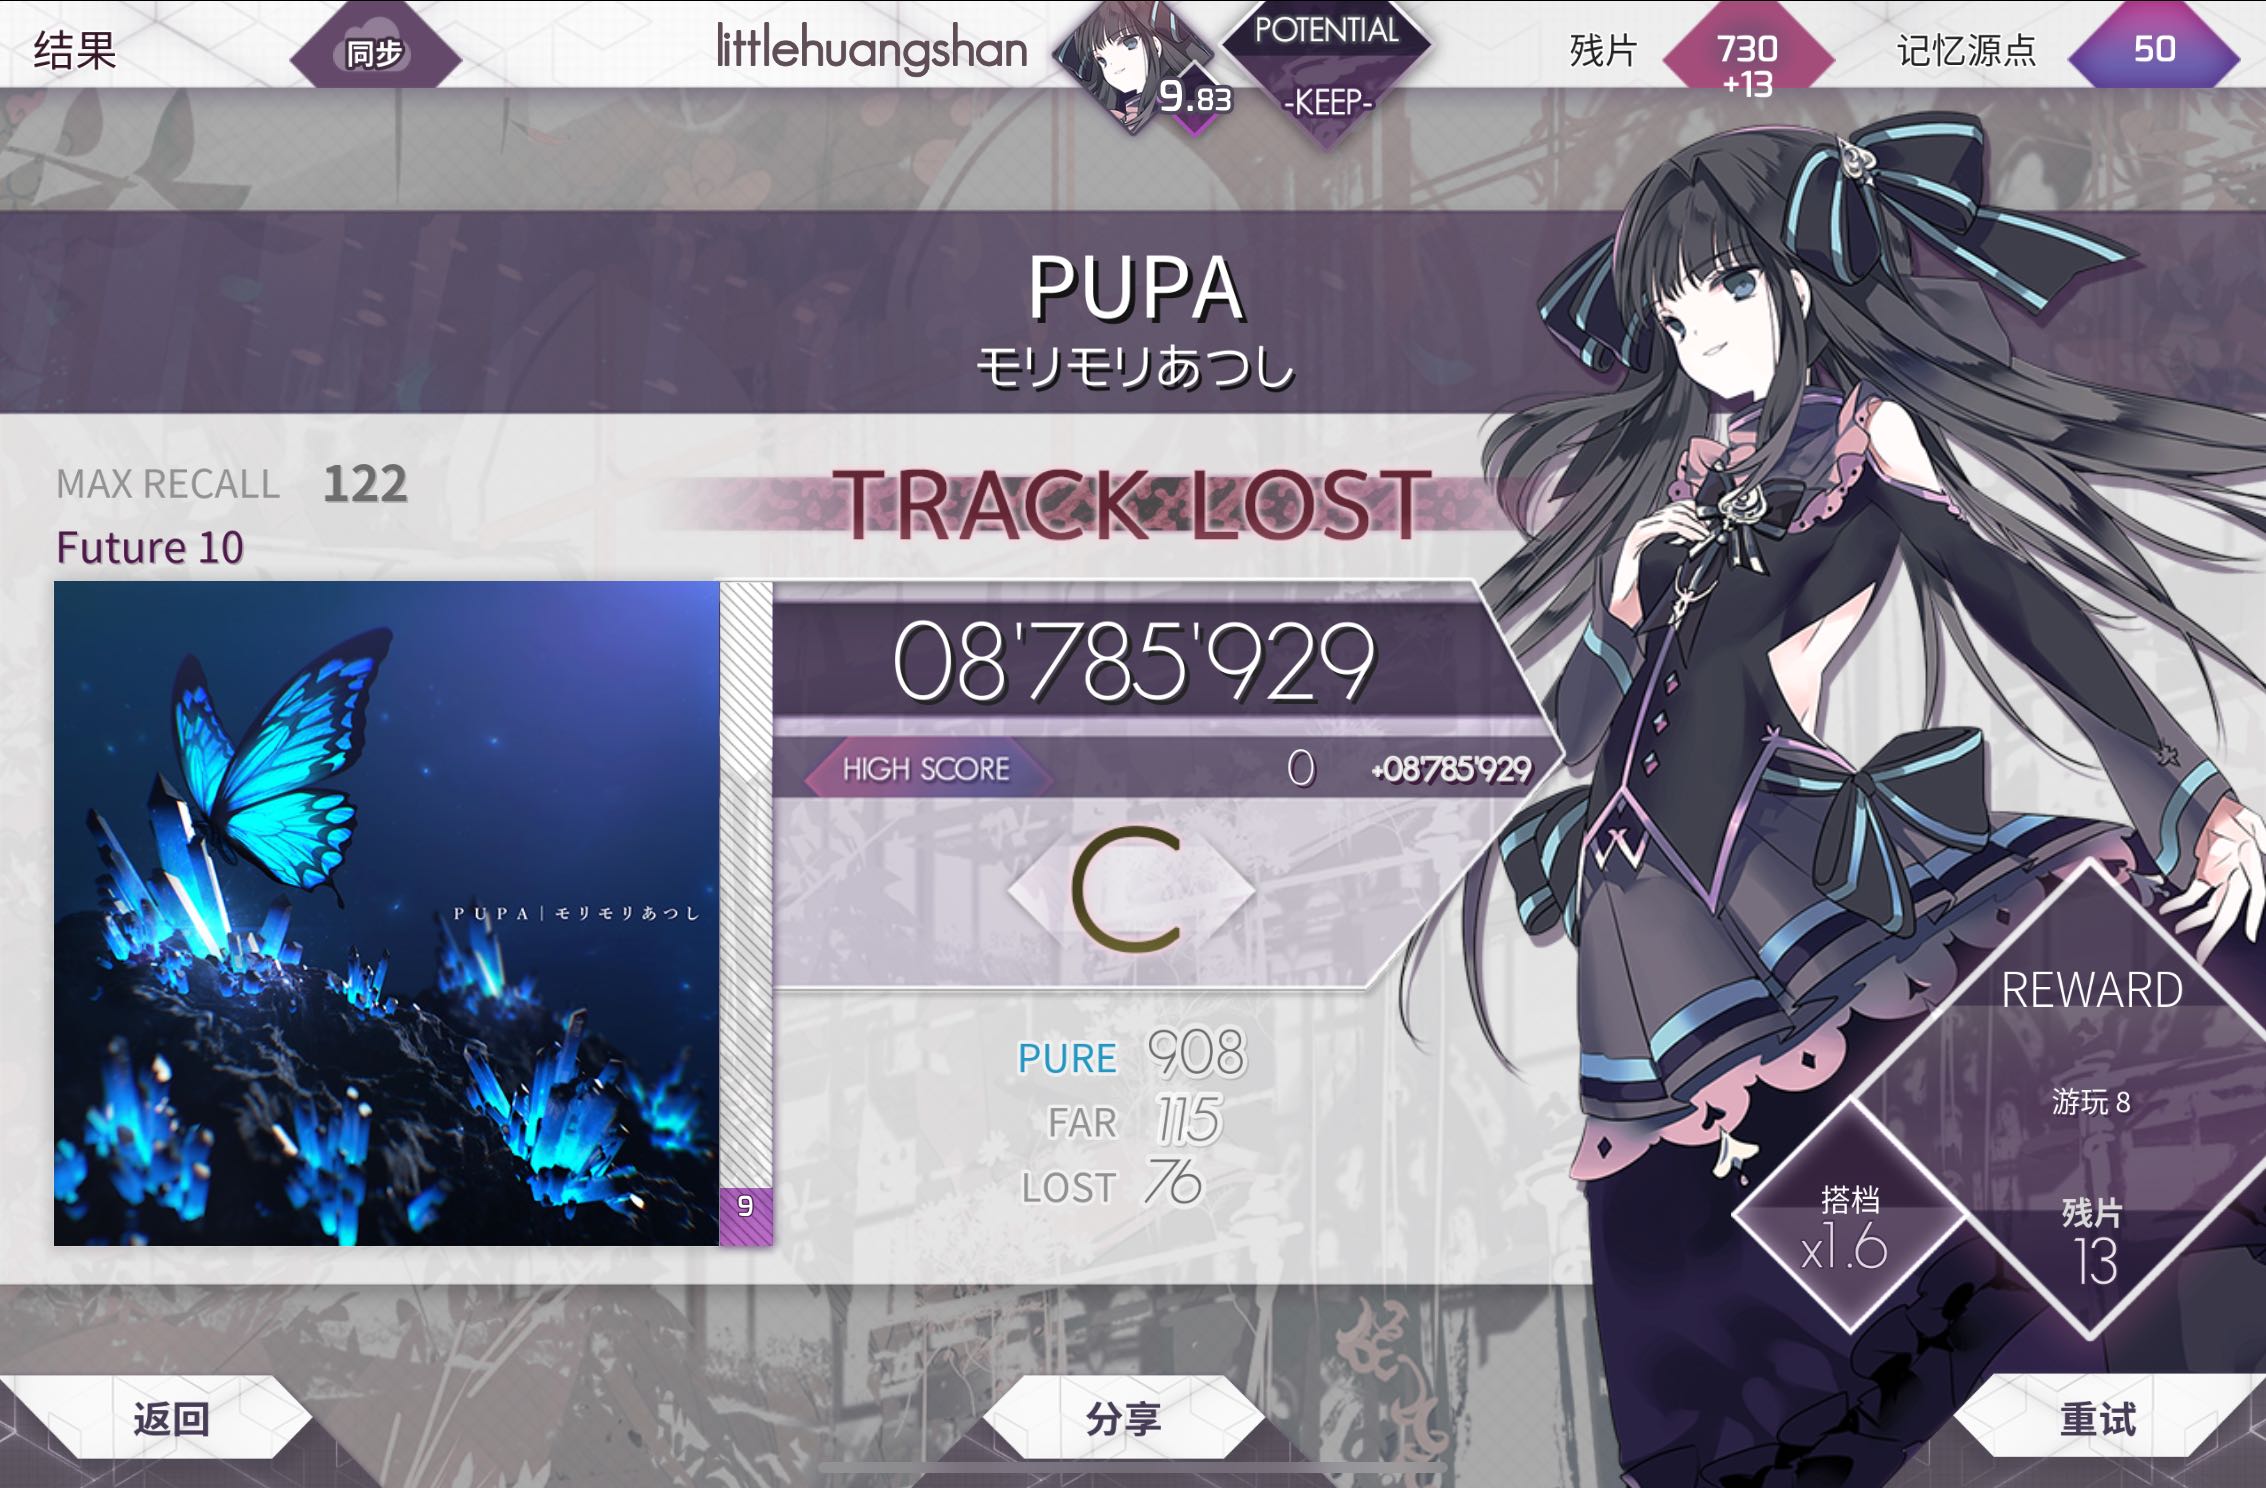 结果
同步
littlehuangshan
9.83
POTENTIAL
-KEEP-
残片
730
+13
记忆源点
50
PUPA
モリモリあつし
MAX RECALL 122
Future 10
TRACK LOST
08'785'929
HIGH SCORE 0 +08'785'929
C
PUPA|モリモリあつし
PURE 908
FAR 115
LOST 76
9
REWARD
游玩 8
搭档
x1.6
残片
13
返回
分享
重试